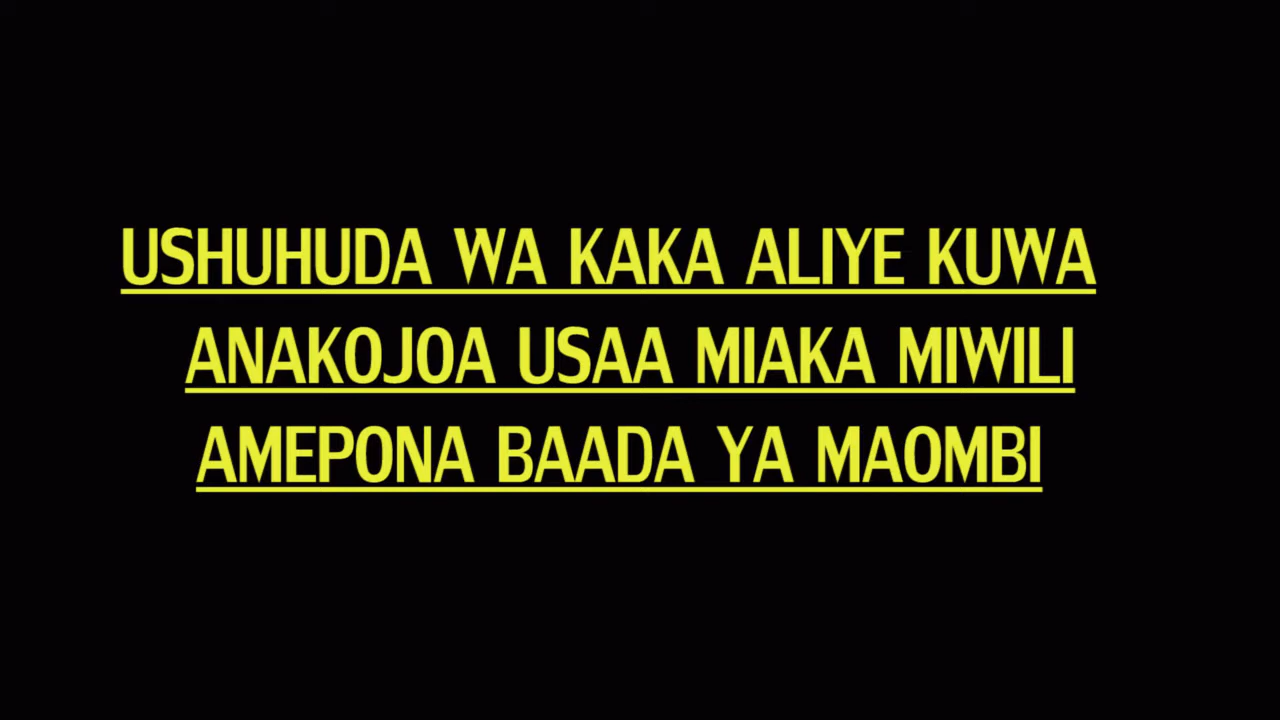 USHUHUDA WA KAKA ALIYE KUWA
ANAKOJOA USAA MIAKA MIWILI
AMEPONA BAADA YA MAOMBI